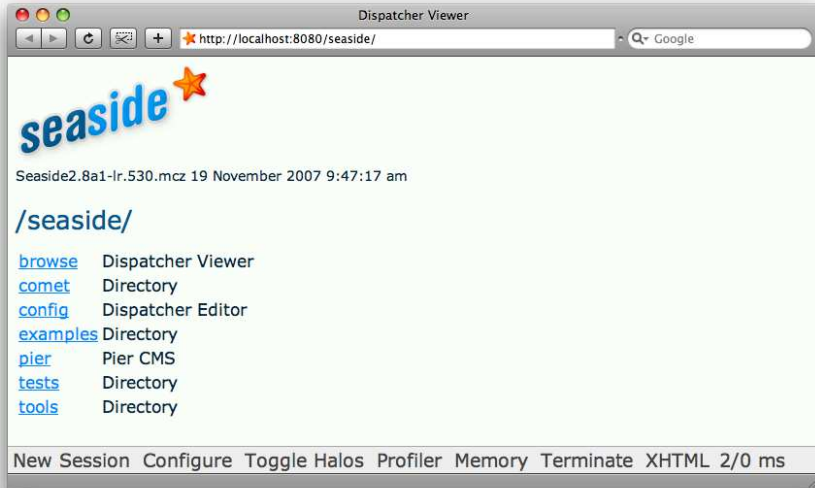 Dispatcher Viewer
http://localhost:8080/seaside/
Google
seaside
Seaside2.8a1-lr.530.mcz 19 November 2007 9:47:17 am
/seaside/
browse Dispatcher Viewer
comet Directory
config Dispatcher Editor
examples Directory
pier Pier CMS
tests Directory
tools Directory
New Session Configure Toggle Halos Profiler Memory Terminate XHTML 2/0 ms